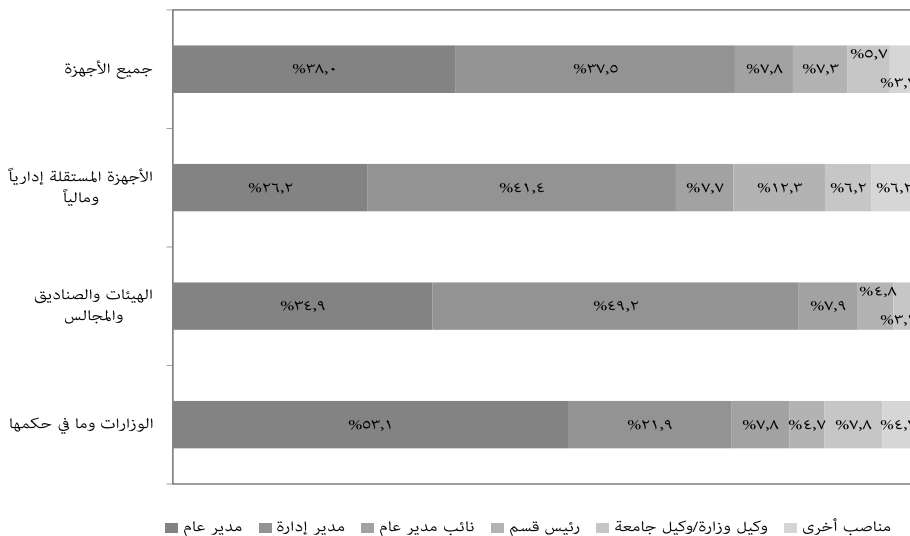 جميع الأجهزة
%٣٨,٠ %٣٧,٥ %٧,٨ %٧,٣ %٥,٧
الأجهزة المستقلة إدارياً
ومالياً
%٢٦,٢ %٤١,٤ %٧,٧ %١٢,٣ %٦,٢ %٦,٢
الهيئات والصناديق
والمجالس
%٣٤,٩ %٤٩,٢ %٧,٩ %٤,٨
الوزارات وما في حكمها
%٥٣,١ %٢١,٩ %٧,٨ %٤,٧ %٧,٨
مدير عام مدير إدارة نائب مدير عام رئيس قسم وكيل وزارة/وكيل جامعة مناصب أخرى